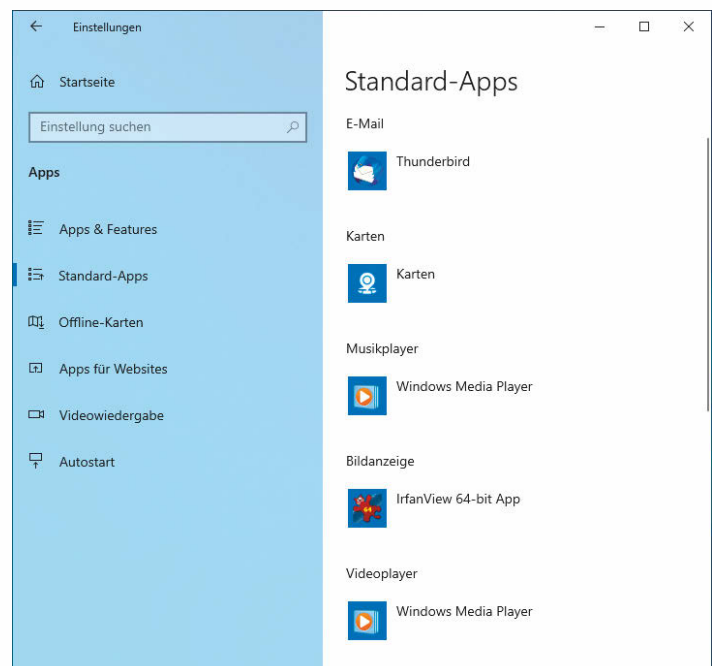 Einstellungen
Startseite
Einstellung suchen
Apps
Apps & Features
Standard-Apps
Offline-Karten
Apps für Websites
Videowiedergabe
Autostart
Standard-Apps
E-Mail
Thunderbird
Karten
Karten
Musikplayer
Windows Media Player
Bildanzeige
IrfanView 64-bit App
Videoplayer
Windows Media Player